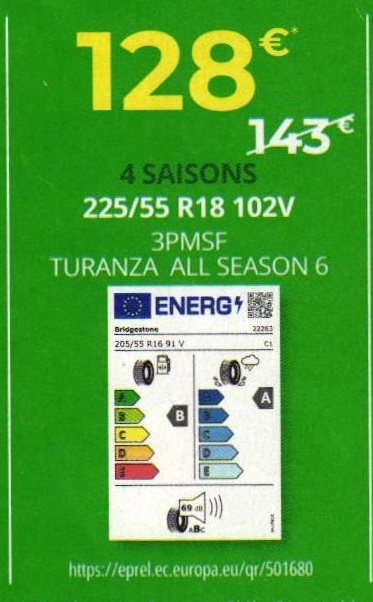 128€*
143€
4 SAISONS
225/55 R18 102V
3PMSF
TURANZA ALL SEASON 6
ENERG
Bridgestone 22263
205/55 R16 91 V C1
A
B B A
C C
D D
E E
69 dB
ABC
https://eprel.ec.europa.eu/qr/501680